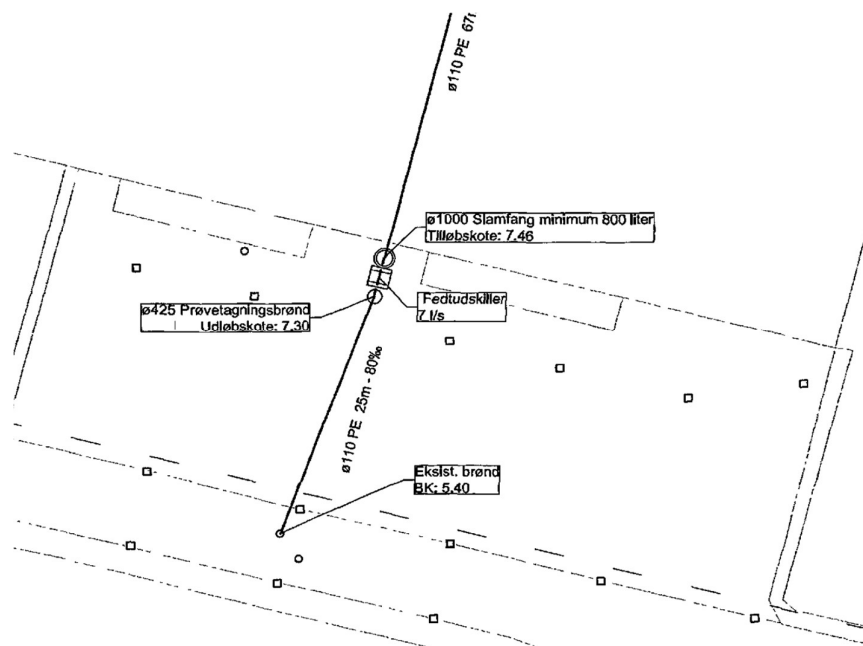 ø110 PE 67
ø1000 Slamfang minimum 800 liter
Tilløbskote: 7.46
Fedtudskiller
7 l/s
ø425 Prøvetagningsbrønd
Udløbskote: 7.30
ø110 PE 25m - 80‰
Eksist. brønd
BK: 5.40